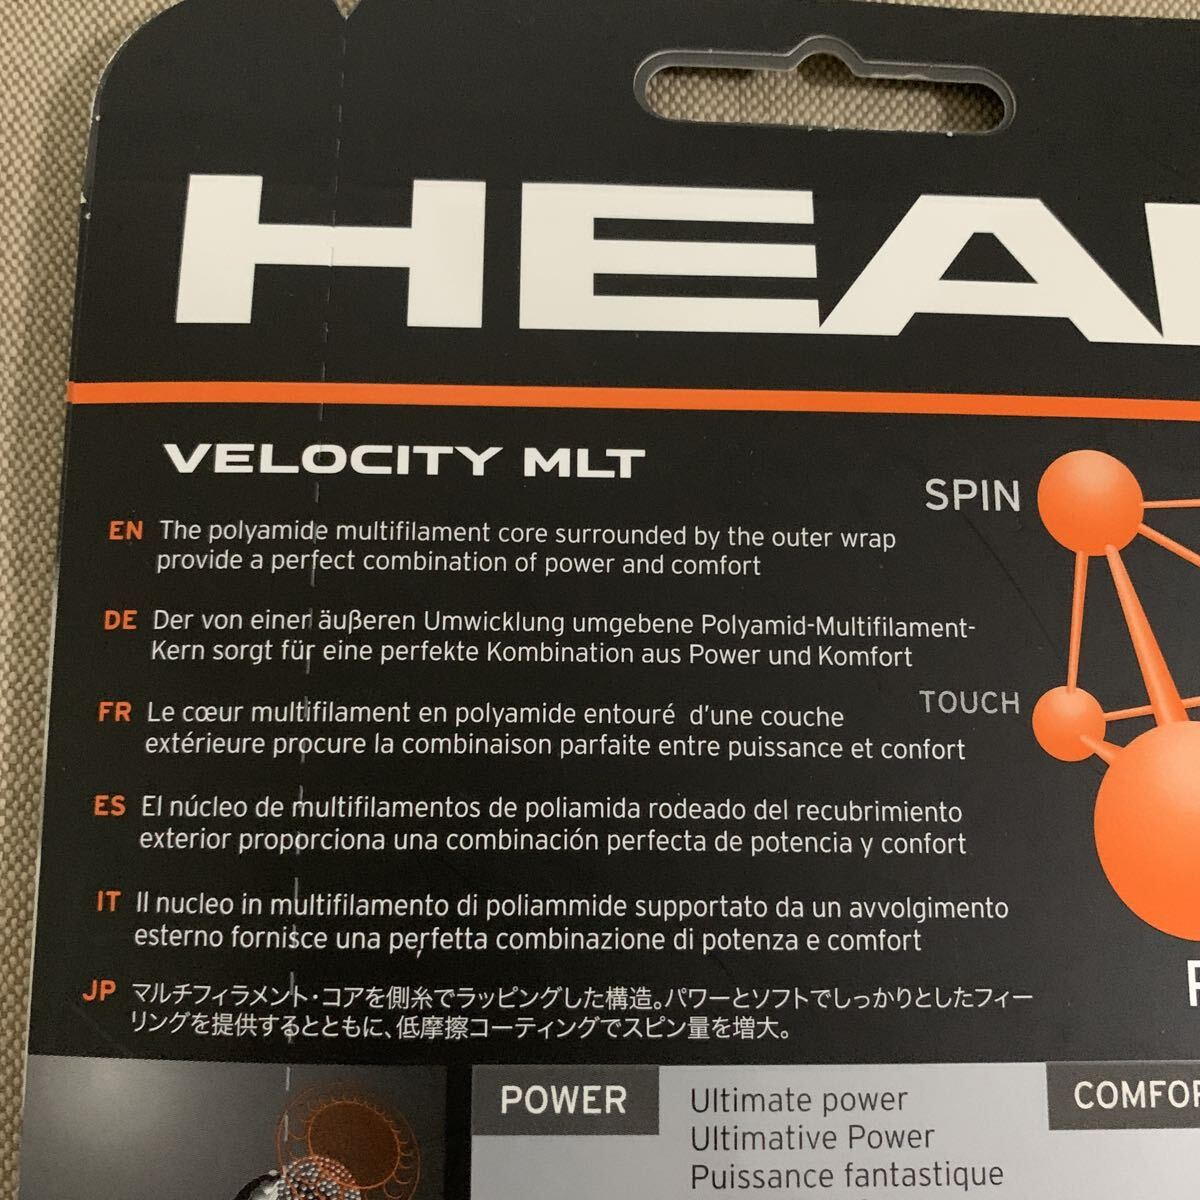 HEA
VELOCITY MLT
EN The polyamide multifilament core surrounded by the outer wrap
provide a perfect combination of power and comfort
DE Der von einer äußeren Umwicklung umgebene Polyamid-Multifilament-
Kern sorgt für eine perfekte Kombination aus Power und Komfort
FR Le cœur multifilament en polyamide entouré d'une couche
extérieure procure la combinaison parfaite entre puissance et confort
ES El núcleo de multifilamentos de poliamida rodeado del recubrimiento
exterior proporciona una combinación perfecta de potencia y confort
IT Il nucleo in multifilamento di poliammide supportato da un avvolgimento
esterno fornisce una perfetta combinazione di potenza e comfort
JP マルチフィラメント・コアを側糸でラッピングした構造。パワーとソフトでしっかりとしたフィー
リングを提供するとともに、低摩擦コーティングでスピン量を増大。
SPIN
TOUCH
POWER
Ultimate power
Ultimative Power
Puissance fantastique
COMFOR